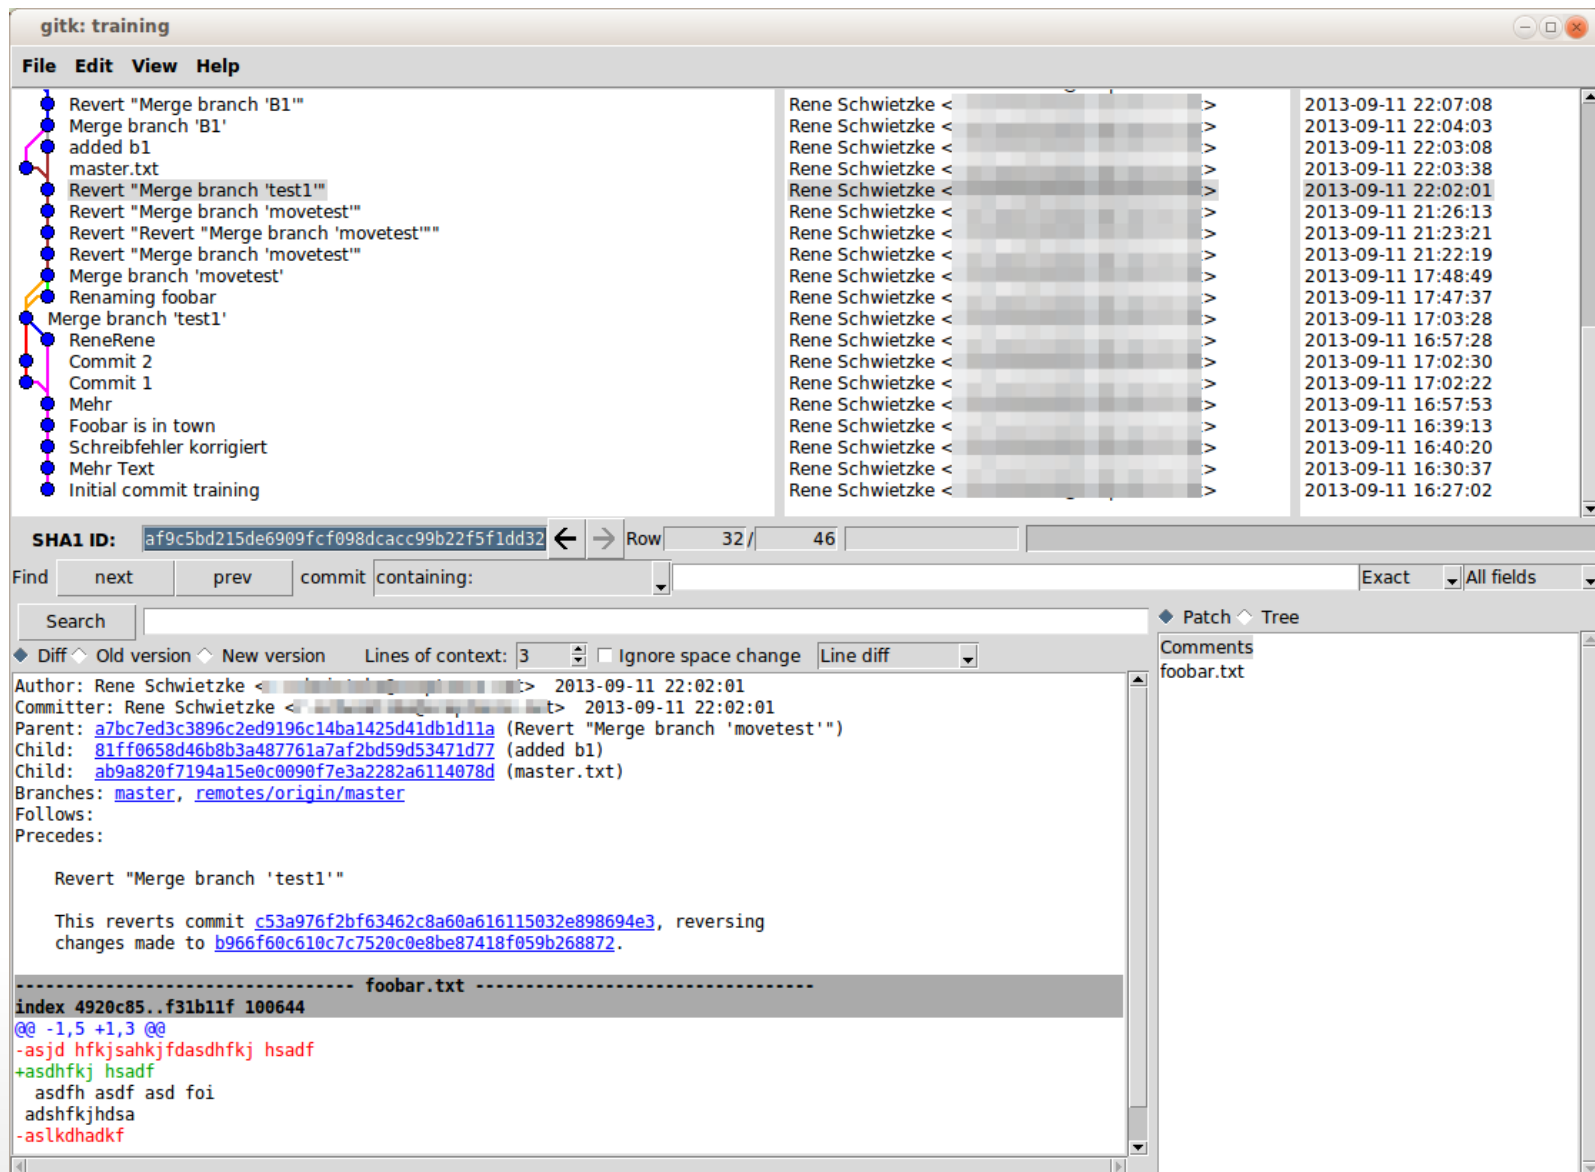 gitk: training
File Edit View Help
Revert "Merge branch 'B1'" Rene Schwietzke < > 2013-09-11 22:07:08
Merge branch 'B1' Rene Schwietzke < > 2013-09-11 22:04:03
added b1 Rene Schwietzke < > 2013-09-11 22:03:08
master.txt Rene Schwietzke < > 2013-09-11 22:03:38
Revert "Merge branch 'test1'" Rene Schwietzke < > 2013-09-11 22:02:01
Revert "Merge branch 'movetest'" Rene Schwietzke < > 2013-09-11 21:26:13
Revert "Revert "Merge branch 'movetest'"" Rene Schwietzke < > 2013-09-11 21:23:21
Revert "Merge branch 'movetest'" Rene Schwietzke < > 2013-09-11 21:22:19
Merge branch 'movetest' Rene Schwietzke < > 2013-09-11 17:48:49
Renaming foobar Rene Schwietzke < > 2013-09-11 17:47:37
Merge branch 'test1' Rene Schwietzke < > 2013-09-11 17:03:28
ReneRene Rene Schwietzke < > 2013-09-11 16:57:28
Commit 2 Rene Schwietzke < > 2013-09-11 17:02:30
Commit 1 Rene Schwietzke < > 2013-09-11 17:02:22
Mehr Rene Schwietzke < > 2013-09-11 16:57:53
Foobar is in town Rene Schwietzke < > 2013-09-11 16:39:13
Schreibfehler korrigiert Rene Schwietzke < > 2013-09-11 16:40:20
Mehr Text Rene Schwietzke < > 2013-09-11 16:30:37
Initial commit training Rene Schwietzke < > 2013-09-11 16:27:02
SHA1 ID: af9c5bd215de6909fcf098dcacc99b22f5f1dd32 Row 32 / 46
Find next prev commit containing: Exact All fields
Search
Patch Tree
Diff Old version New version Lines of context: 3 Ignore space change Line diff
Comments
foobar.txt
Author: Rene Schwietzke < > 2013-09-11 22:02:01
Committer: Rene Schwietzke < > 2013-09-11 22:02:01
Parent: a7bc7ed3c3896c2ed9196c14ba1425d41db1d11a (Revert "Merge branch 'movetest'")
Child: 81ff0658d46b8b3a487761a7af2bd59d53471d77 (added b1)
Child: ab9a820f7194a15e0c0090f7e3a2282a6114078d (master.txt)
Branches: master, remotes/origin/master
Follows:
Precedes:
Revert "Merge branch 'test1'"
This reverts commit c53a976f2bf63462c8a60a616115032e898694e3, reversing
changes made to b966f60c610c7c7520c0e8be87418f059b268872.
---------------------------------- foobar.txt ----------------------------------
index 4920c85..f31b11f 100644
@@ -1,5 +1,3 @@
-asjd hfkjsahkjfdasdhfkj hsadf
+asdhfkj hsadf
asdfh asdf asd foi
adshfkjhdsa
-aslkdhadkf